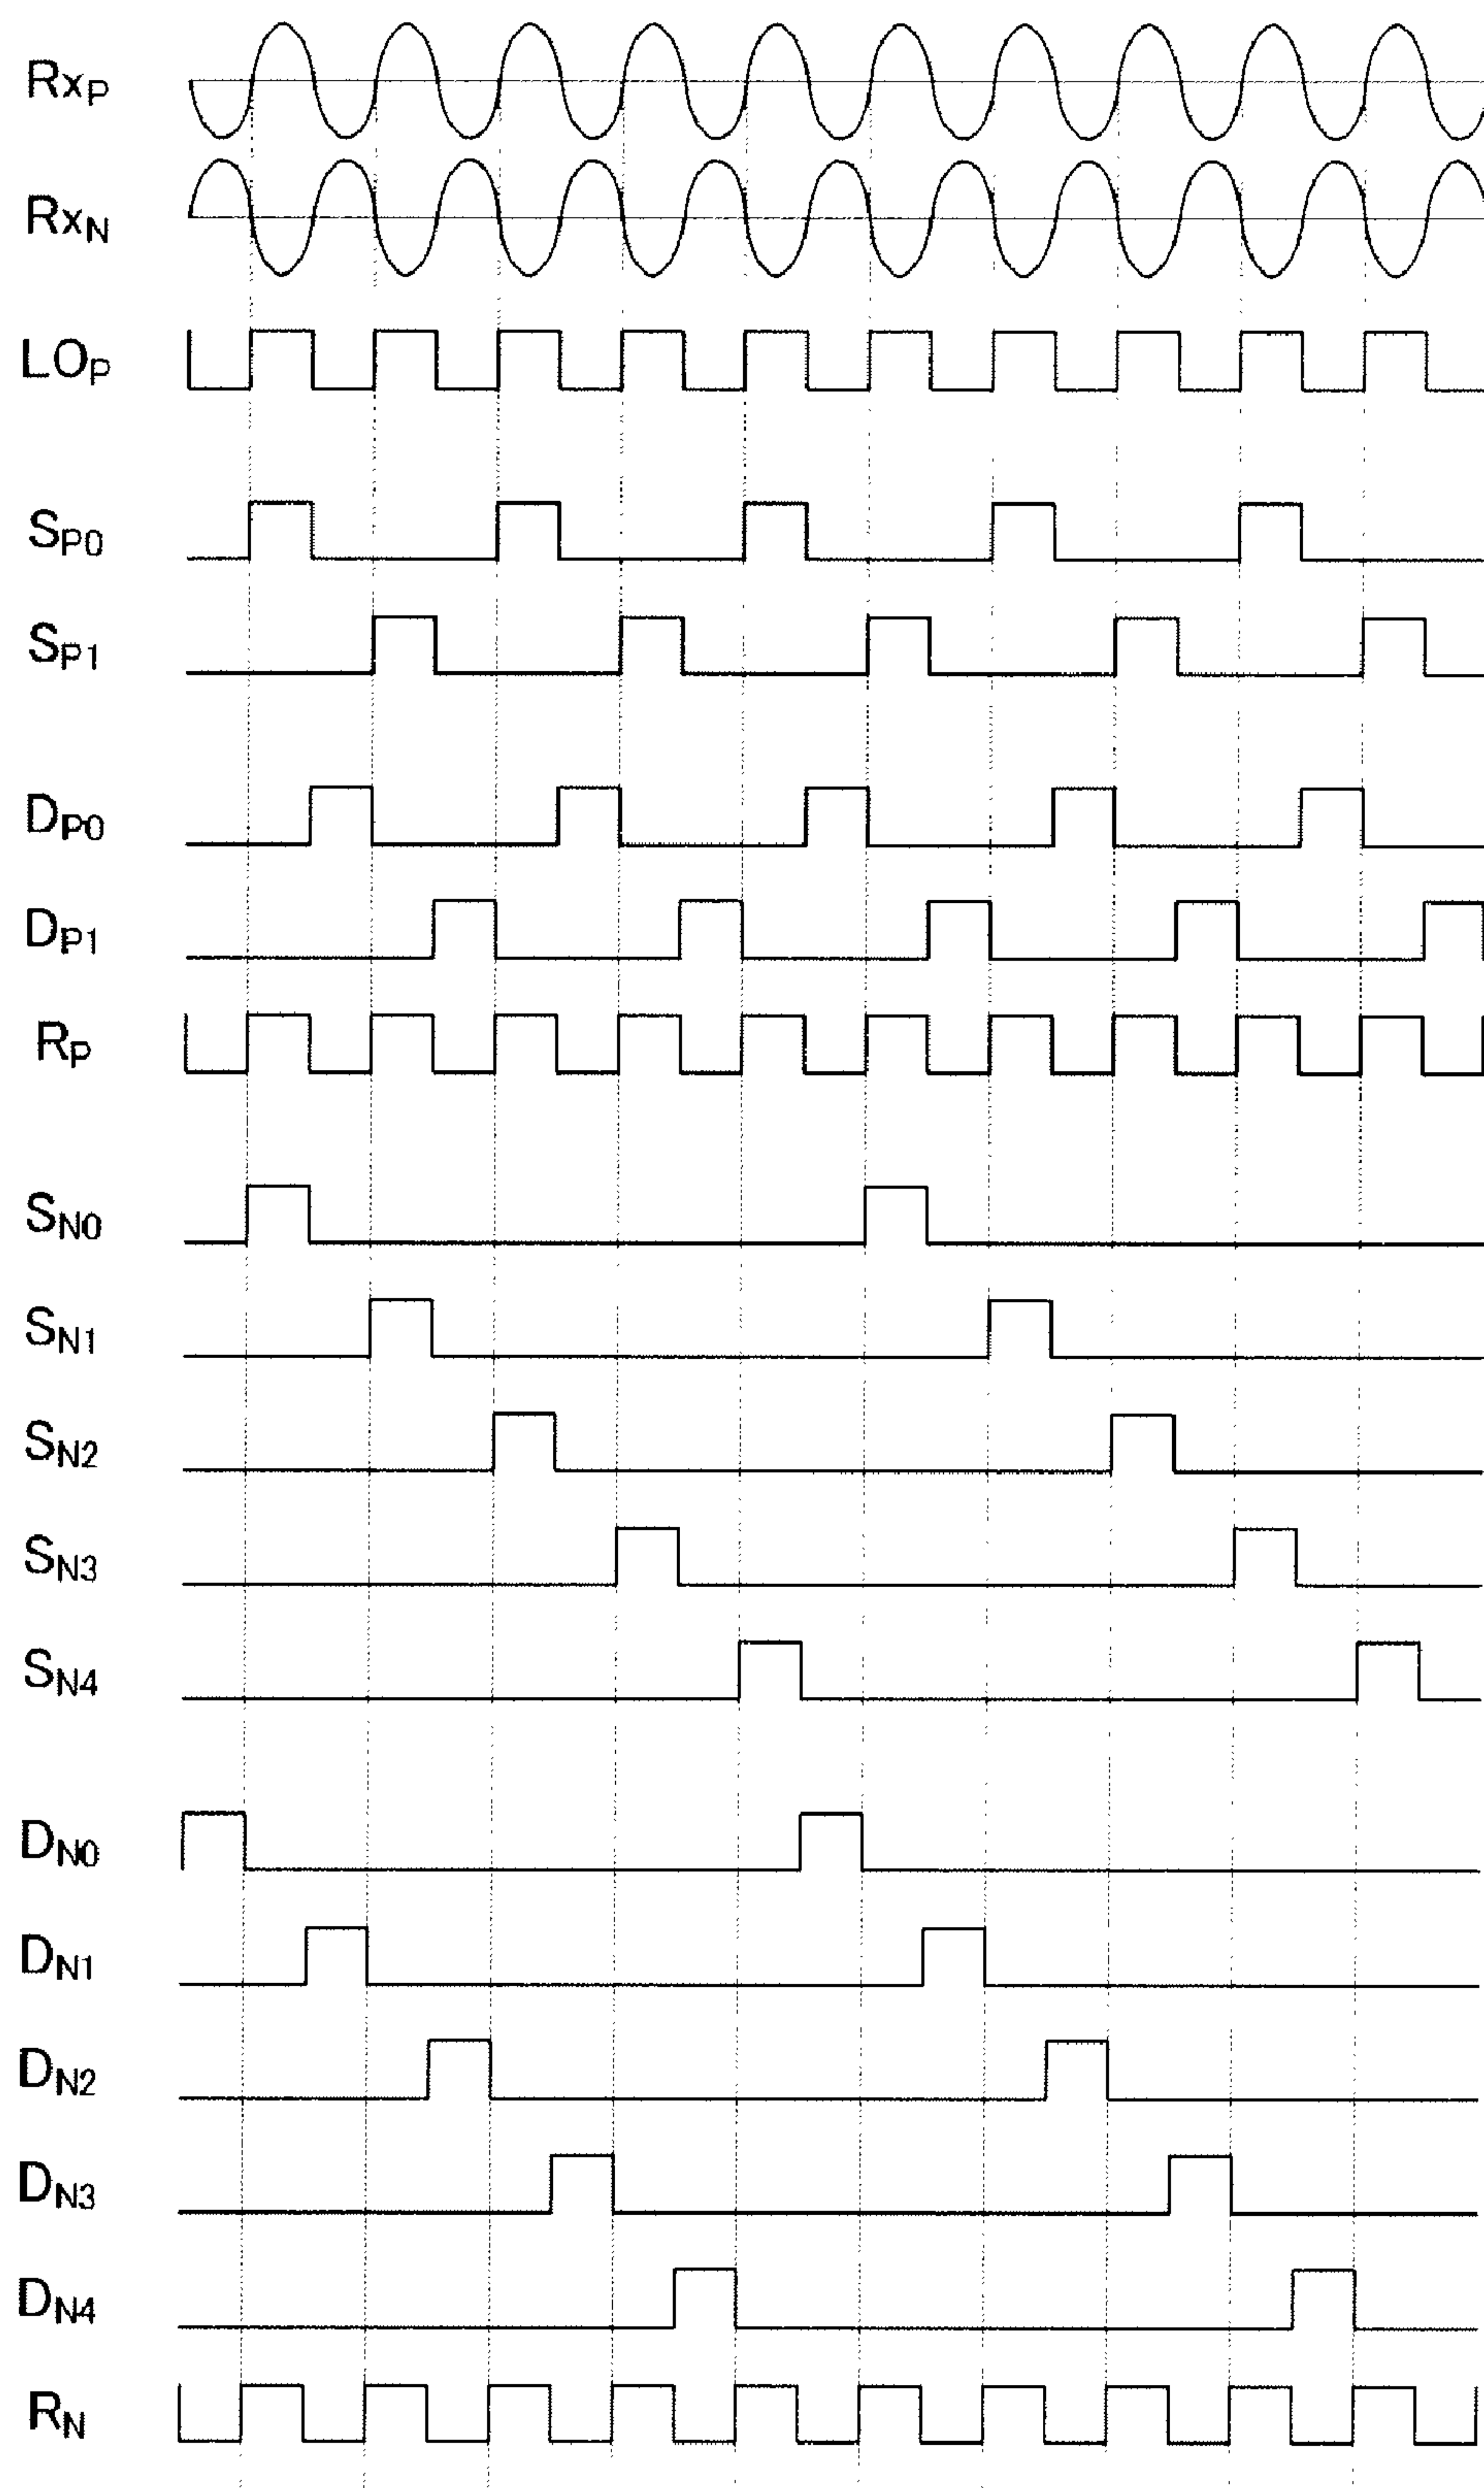 RxP
RxN
LOP
SP0
SP1
DP0
DP1
RP
SN0
SN1
SN2
SN3
SN4
DN0
DN1
DN2
DN3
DN4
RN